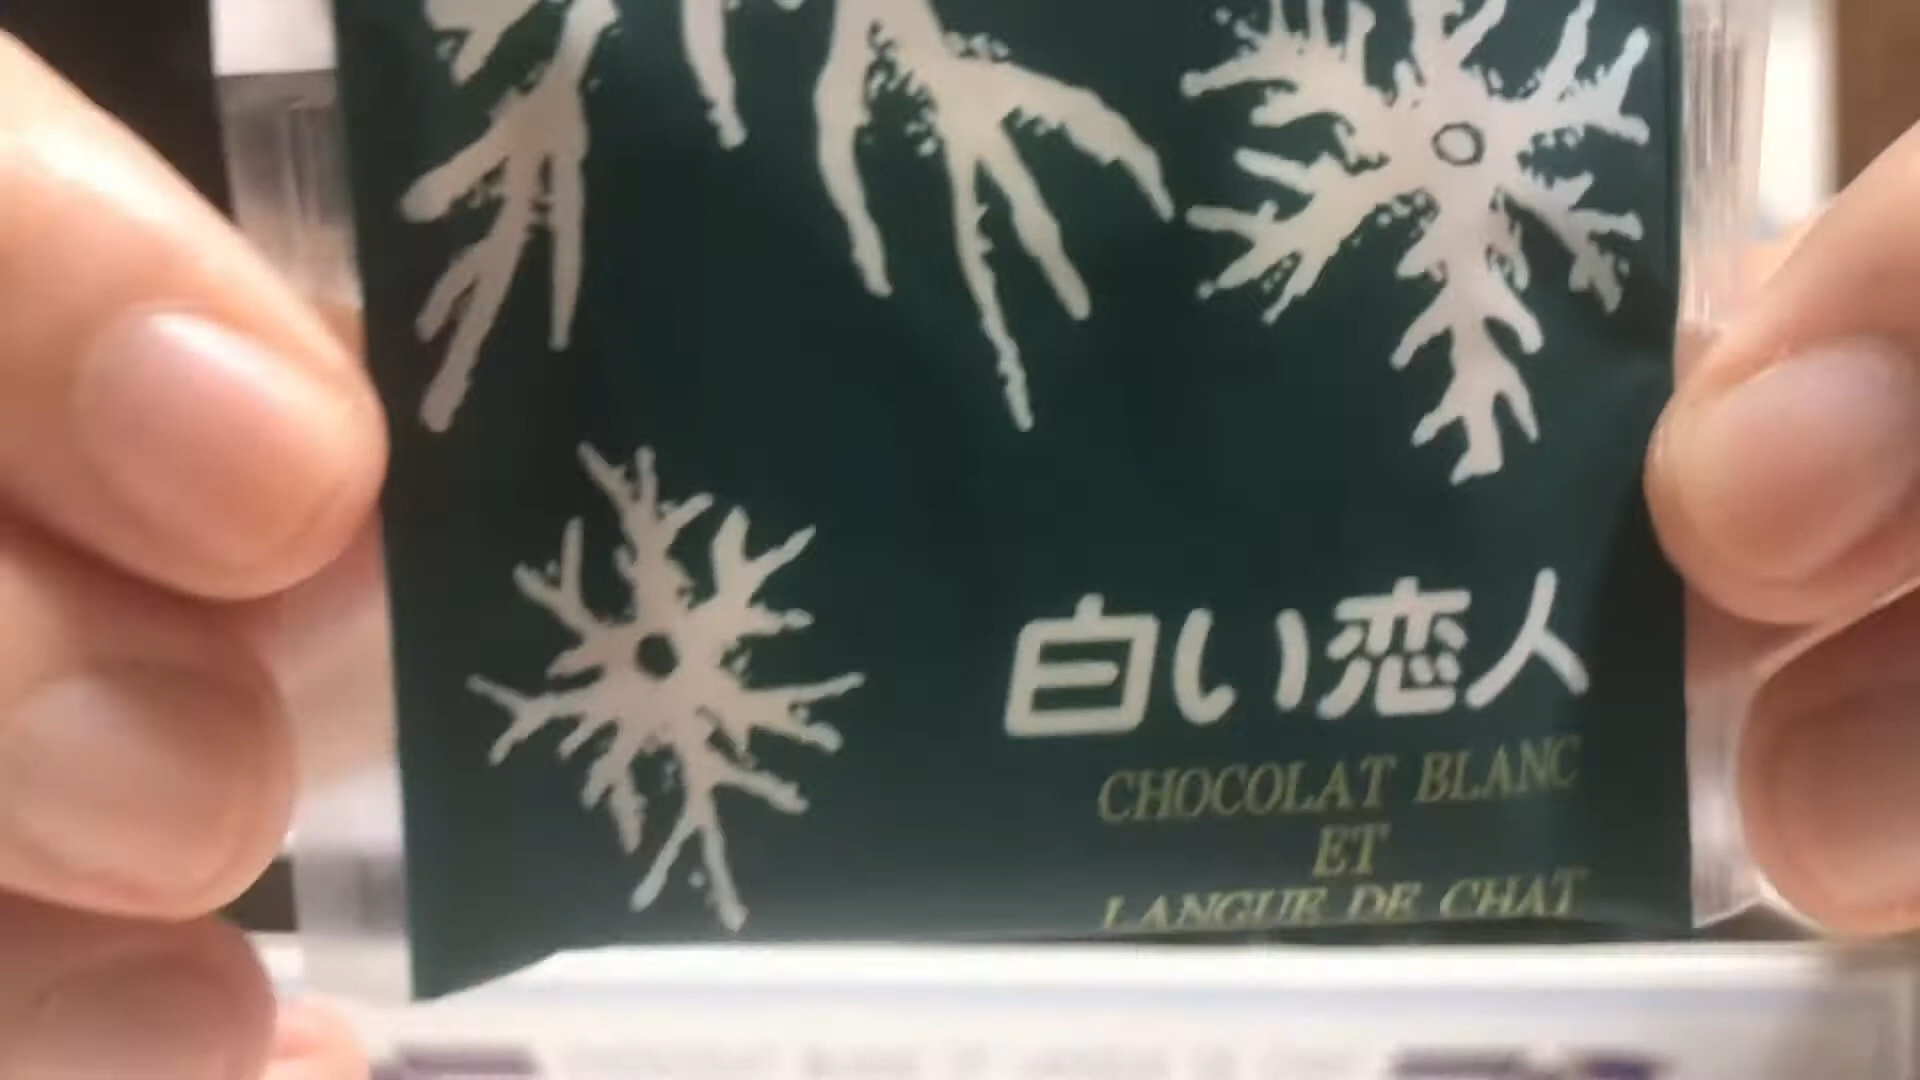 白い恋人
CHOCOLAT BLANC
ET
LANGUE DE CHAT